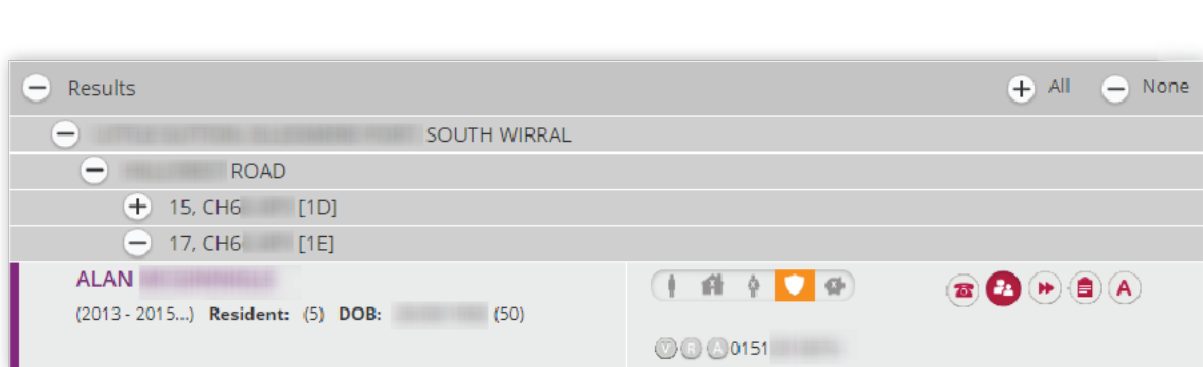 Results All None
SOUTH WIRRAL
ROAD
15, CH6 [1D]
17, CH6 [1E]
ALAN
(2013 - 2015...) Resident: (5) DOB: (50)
A
V R A 0151